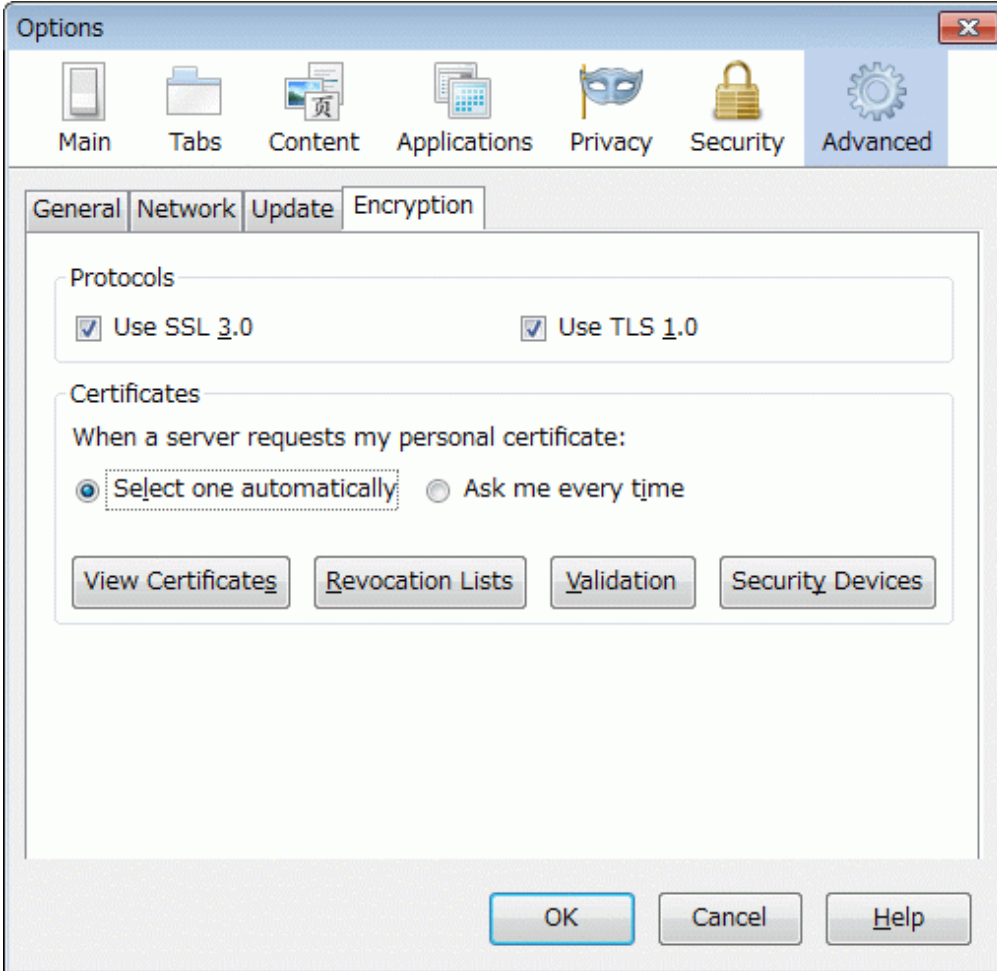 Options
Main Tabs Content Applications Privacy Security Advanced
General Network Update Encryption
Protocols
Use SSL 3.0 Use TLS 1.0
Certificates
When a server requests my personal certificate:
Select one automatically Ask me every time
View Certificates Revocation Lists Validation Security Devices
OK Cancel Help